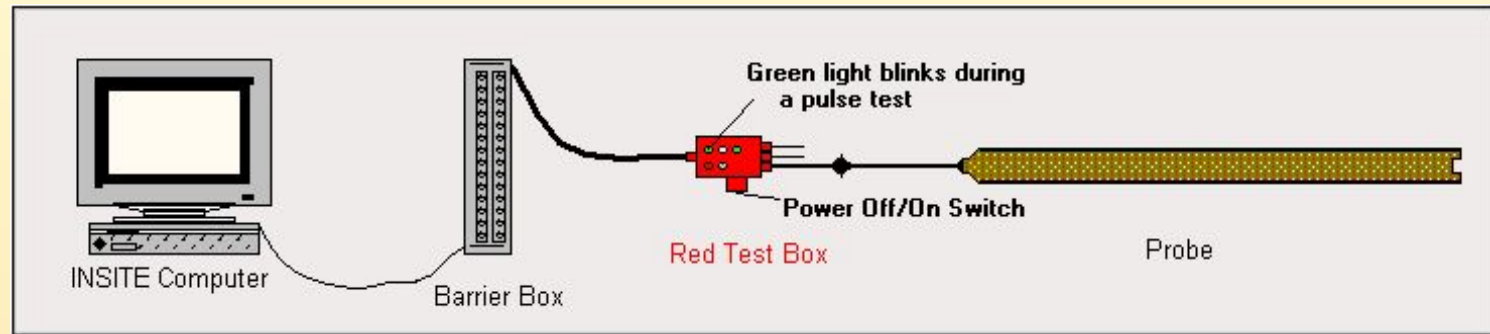 Green light blinks during
a pulse test
Power Off/On Switch
Red Test Box
Probe
INSITE Computer
Barrier Box